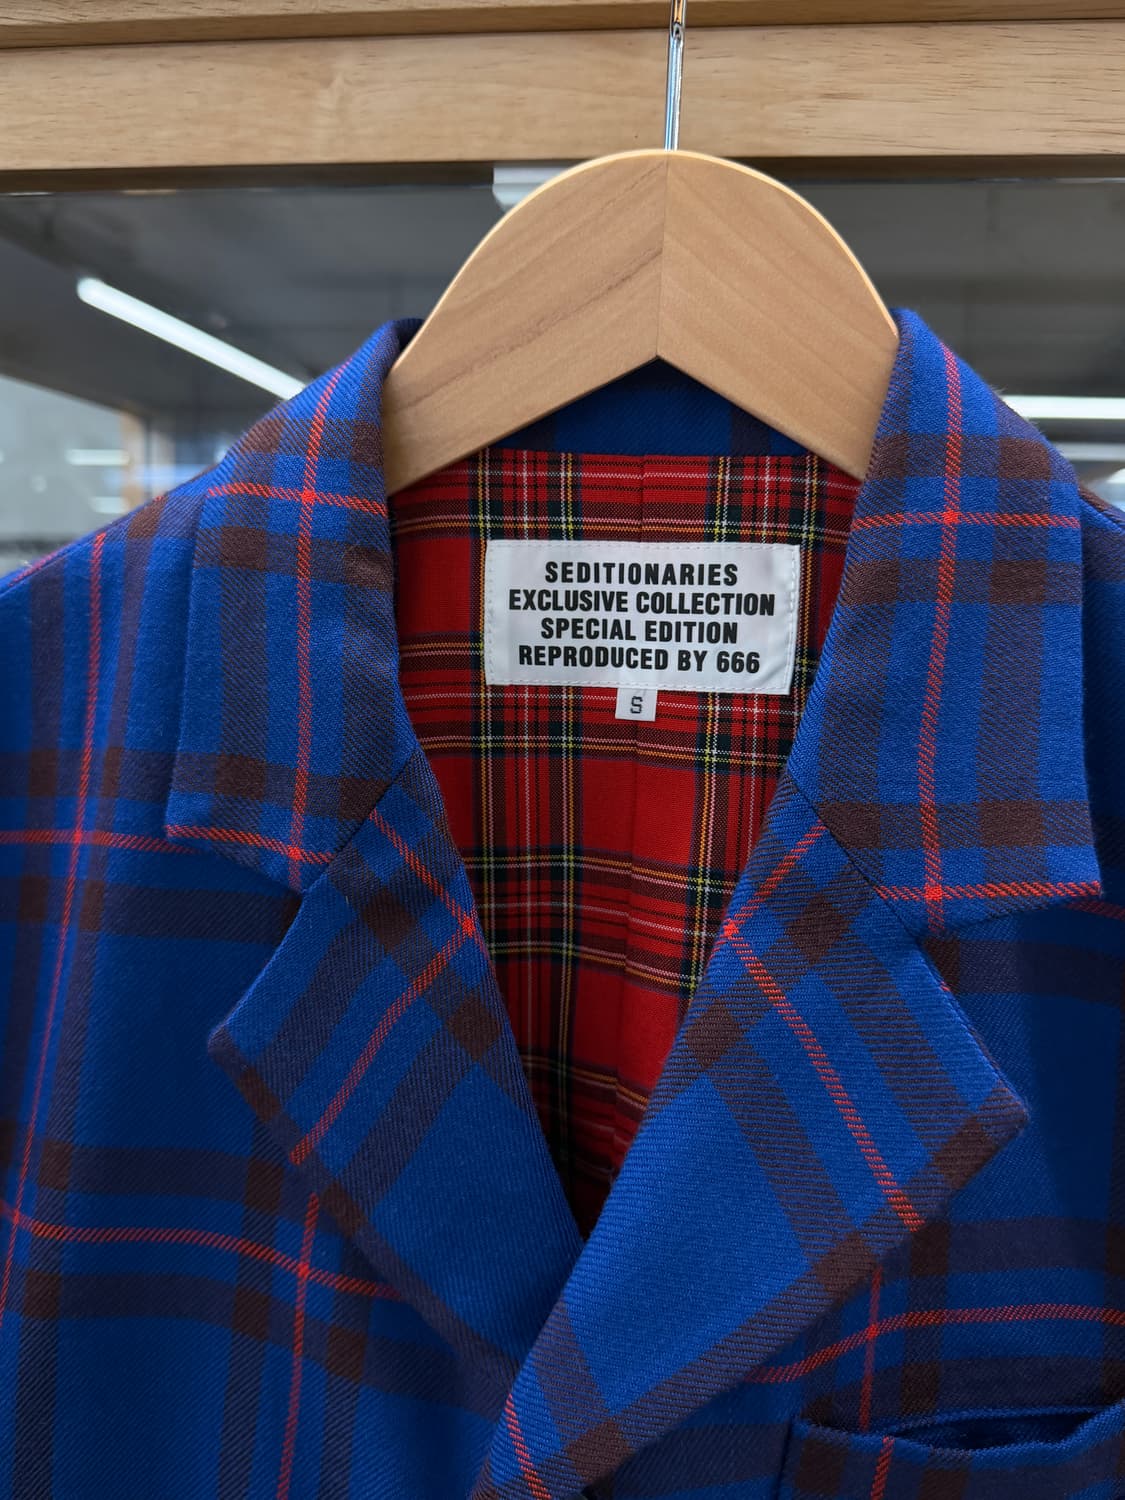 SEDITIONARIES
EXCLUSIVE COLLECTION
SPECIAL EDITION
REPRODUCED BY 666
S